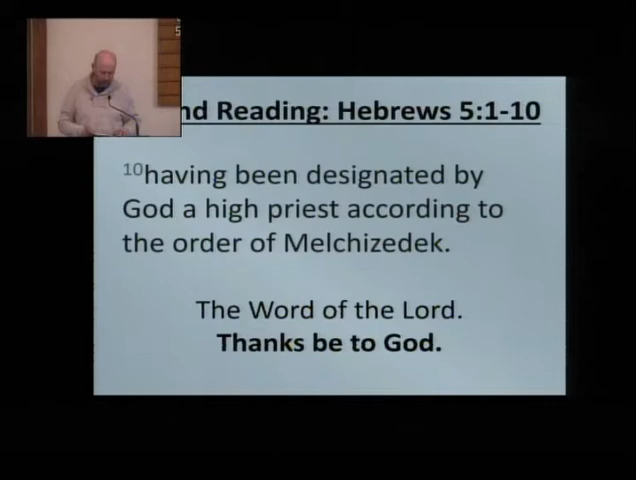 nd Reading: Hebrews 5:1-10
10having been designated by
God a high priest according to
the order of Melchizedek.
The Word of the Lord.
Thanks be to God.